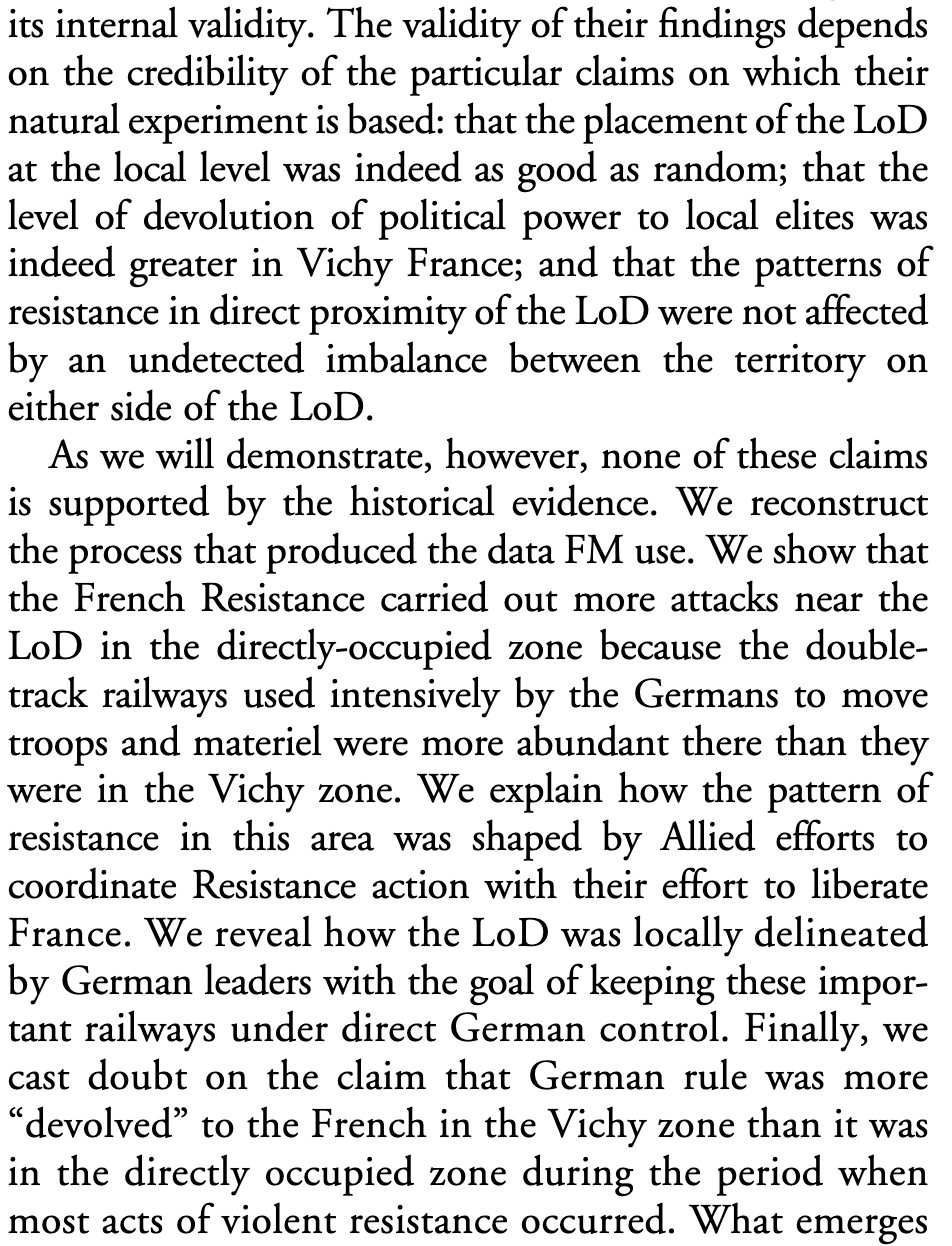 its internal validity. The validity of their findings depends
on the credibility of the particular claims on which their
natural experiment is based: that the placement of the LoD
at the local level was indeed as good as random; that the
level of devolution of political power to local elites was
indeed greater in Vichy France; and that the patterns of
resistance in direct proximity of the LoD were not affected
by an undetected imbalance between the territory on
either side of the LoD.
As we will demonstrate, however, none of these claims
is supported by the historical evidence. We reconstruct
the process that produced the data FM use. We show that
the French Resistance carried out more attacks near the
LoD in the directly-occupied zone because the double-
track railways used intensively by the Germans to move
troops and materiel were more abundant there than they
were in the Vichy zone. We explain how the pattern of
resistance in this area was shaped by Allied efforts to
coordinate Resistance action with their effort to liberate
France. We reveal how the LoD was locally delineated
by German leaders with the goal of keeping these impor-
tant railways under direct German control. Finally, we
cast doubt on the claim that German rule was more
“devolved” to the French in the Vichy zone than it was
in the directly occupied zone during the period when
most acts of violent resistance occurred. What emerges